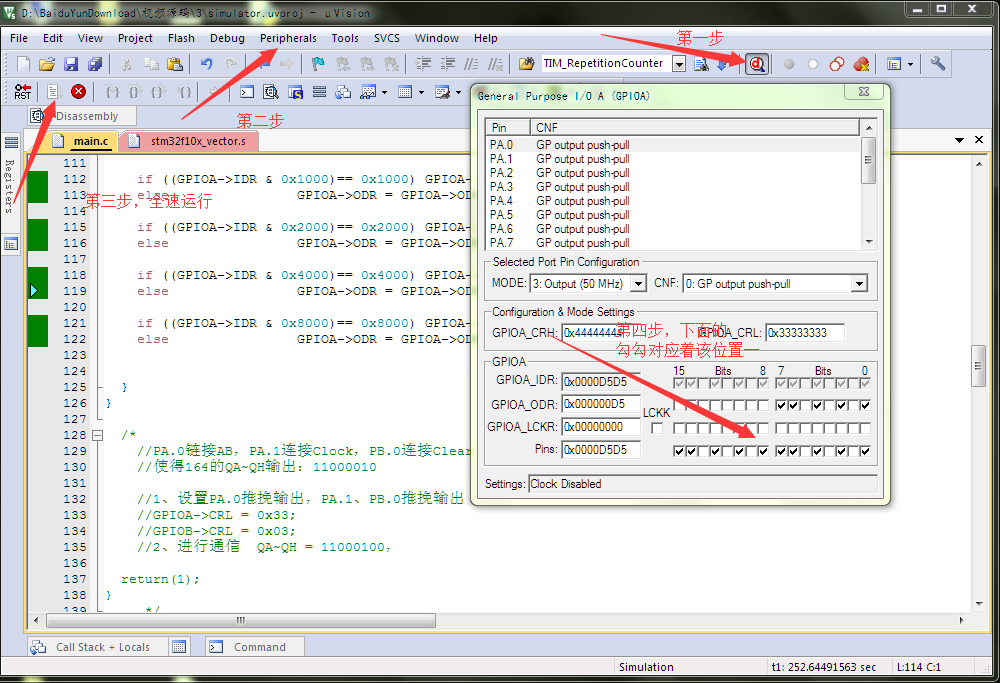 D:\BaiduYunDownload\视频源码\3\simulator.uvproj - µVision
File Edit View Project Flash Debug Peripherals Tools SVCS Window Help
第一步
TIM_RepetitionCounter
RST
第二步
Disassembly
main.c stm32f10x_vector.s
Registers
第三步，全速运行
111
112 if ((GPIOA->IDR & 0x1000)== 0x1000) GPIOA-
113 else GPIOA->ODR = GPIOA->OD
114
115 if ((GPIOA->IDR & 0x2000)== 0x2000) GPIOA-
116 else GPIOA->ODR = GPIOA->OD
117
118 if ((GPIOA->IDR & 0x4000)== 0x4000) GPIOA-
119 else GPIOA->ODR = GPIOA->OD
120
121 if ((GPIOA->IDR & 0x8000)== 0x8000) GPIOA-
122 else GPIOA->ODR = GPIOA->OD
123
124
125 }
126 }
127
128 /*
129 //PA.0链接AB, PA.1连接Clock, PB.0连接Clear
130 //使得164的QA~QH输出: 11000010
131
132 //1、设置PA.0推挽输出, PA.1、PB.0推挽输出
133 //GPIOA->CRL = 0x33;
134 //GPIOB->CRL = 0x03;
135 //2、进行通信 QA~QH = 11000100,
136
137 return(1);
138 }
139 */
General Purpose I/O A (GPIOA)
Pin CNF
PA.0 GP output push-pull
PA.1 GP output push-pull
PA.2 GP output push-pull
PA.3 GP output push-pull
PA.4 GP output push-pull
PA.5 GP output push-pull
PA.6 GP output push-pull
PA.7 GP output push-pull
Selected Port Pin Configuration
MODE: 3: Output (50 MHz) CNF: 0: GP output push-pull
Configuration & Mode Settings
GPIOA_CRH: 0x44444444 GPIOA_CRL: 0x33333333
第四步，下面的
勾勾对应着该位置一
GPIOA
15 Bits 8 7 Bits 0
GPIOA_IDR: 0x0000D5D5
GPIOA_ODR: 0x000000D5
LCKK
GPIOA_LCKR: 0x00000000
Pins: 0x0000D5D5
Settings: Clock Disabled
Call Stack + Locals Command
Simulation t1: 252.64491563 sec L:114 C:1